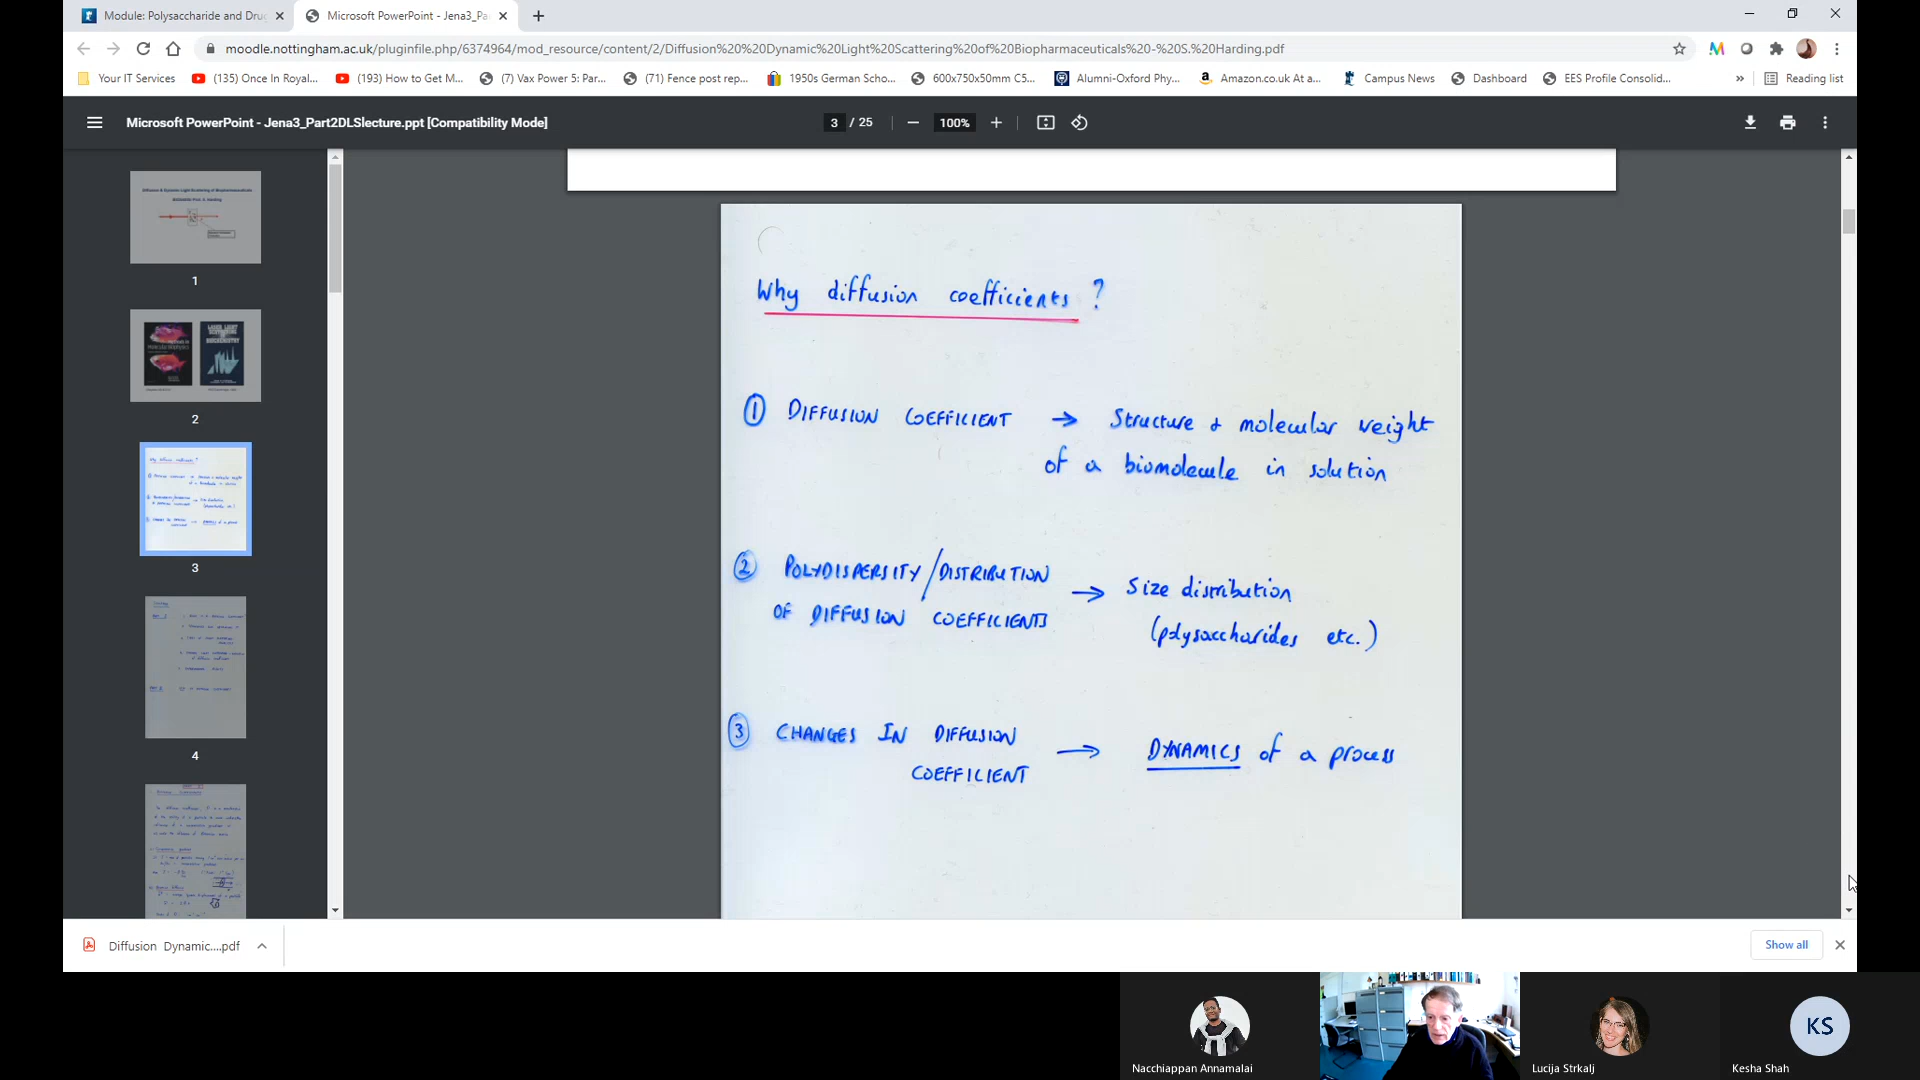 Module: Polysaccharide and Drug
Microsoft PowerPoint - Jena3_Pa
moodle.nottingham.ac.uk/pluginfile.php/6374964/mod_resource/content/2/Diffusion%20%20Dynamic%20Light%20Scattering%20of%20Biopharmaceuticals%20-%20S.%20Harding.pdf
Your IT Services (135) Once In Royal... (193) How to Get M... (7) Vax Power 5: Par... (71) Fence post rep... 1950s German Scho... 600x750x50mm C5... Alumni-Oxford Phy... Amazon.co.uk At a... Campus News Dashboard EES Profile Consolid... » Reading list
Microsoft PowerPoint - Jena3_Part2DLSlecture.ppt [Compatibility Mode]
3 / 25
100%
1
2
3
4
Why diffusion coefficients ?
① DIFFUSION COEFFICIENT → Structure + molecular weight
of a biomolecule in solution
② POLYDISPERSITY/DISTRIBUTION
OF DIFFUSION COEFFICIENTS → Size distribution
(polysaccharides etc.)
③ CHANGES IN DIFFUSION
COEFFICIENT → DYNAMICS of a process
Diffusion Dynamic....pdf
Show all
Nacchiappan Annamalai
Lucija Strkalj
KS
Kesha Shah